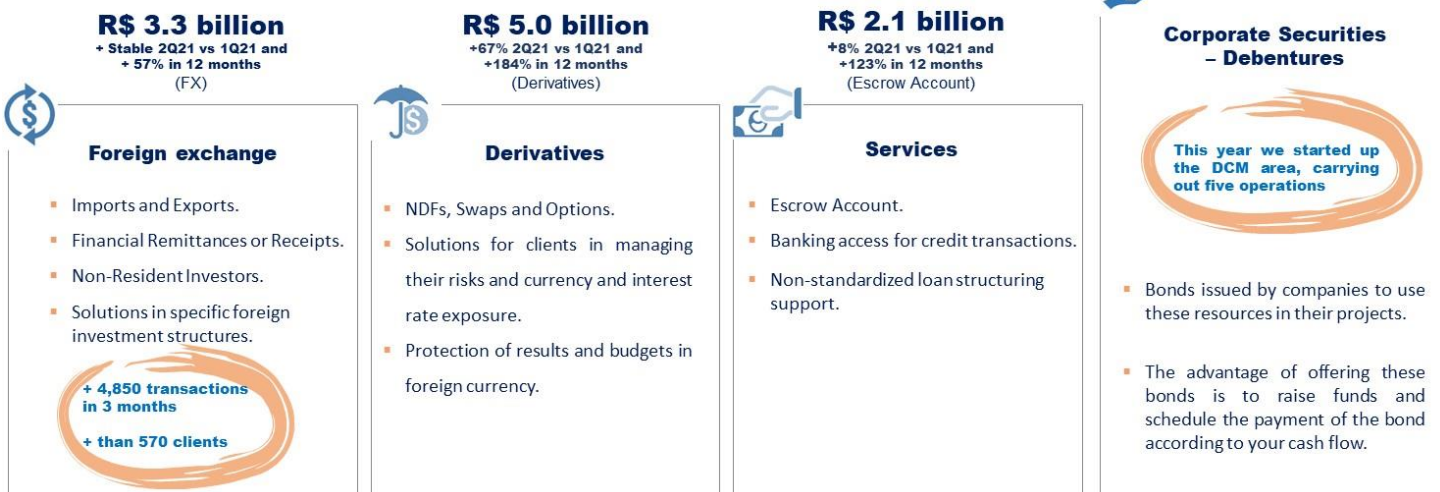 R$ 3.3 billion
+ Stable 2Q21 vs 1Q21 and
+ 57% in 12 months
(FX)
Foreign exchange
Imports and Exports.
Financial Remittances or Receipts.
Non-Resident Investors.
Solutions in specific foreign
investment structures.
+ 4,850 transactions
in 3 months
+ than 570 clients
R$ 5.0 billion
+67% 2Q21 vs 1Q21 and
+184% in 12 months
(Derivatives)
Derivatives
NDFs, Swaps and Options.
Solutions for clients in managing
their risks and currency and interest
rate exposure.
Protection of results and budgets in
foreign currency.
R$ 2.1 billion
+8% 2Q21 vs 1Q21 and
+123% in 12 months
(Escrow Account)
Services
Escrow Account.
Banking access for credit transactions.
Non-standardized loan structuring
support.
Corporate Securities
– Debentures
This year we started up
the DCM area, carrying
out five operations
Bonds issued by companies to use
these resources in their projects.
The advantage of offering these
bonds is to raise funds and
schedule the payment of the bond
according to your cash flow.